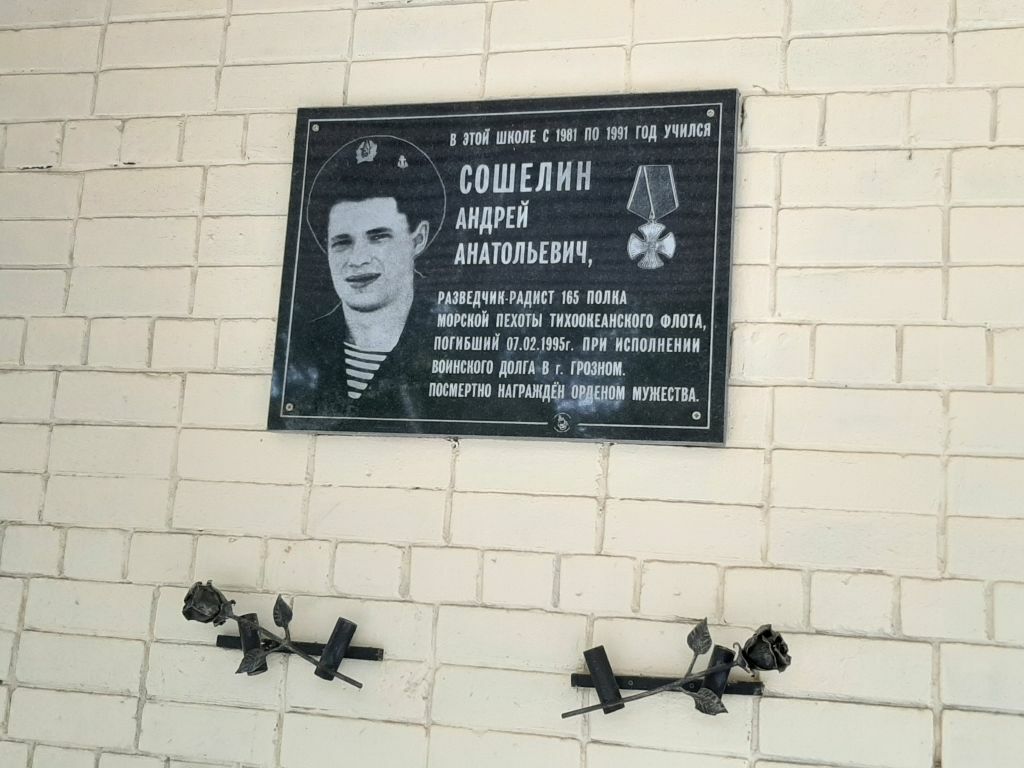 В ЭТОЙ ШКОЛЕ С 1981 ПО 1991 ГОД УЧИЛСЯ
СОШЕЛИН
АНДРЕЙ
АНАТОЛЬЕВИЧ,
РАЗВЕДЧИК-РАДИСТ 165 ПОЛКА
МОРСКОЙ ПЕХОТЫ ТИХООКЕАНСКОГО ФЛОТА,
ПОГИБШИЙ 07.02.1995г. ПРИ ИСПОЛНЕНИИ
ВОИНСКОГО ДОЛГА В г. ГРОЗНОМ.
ПОСМЕРТНО НАГРАЖДЁН ОРДЕНОМ МУЖЕСТВА.